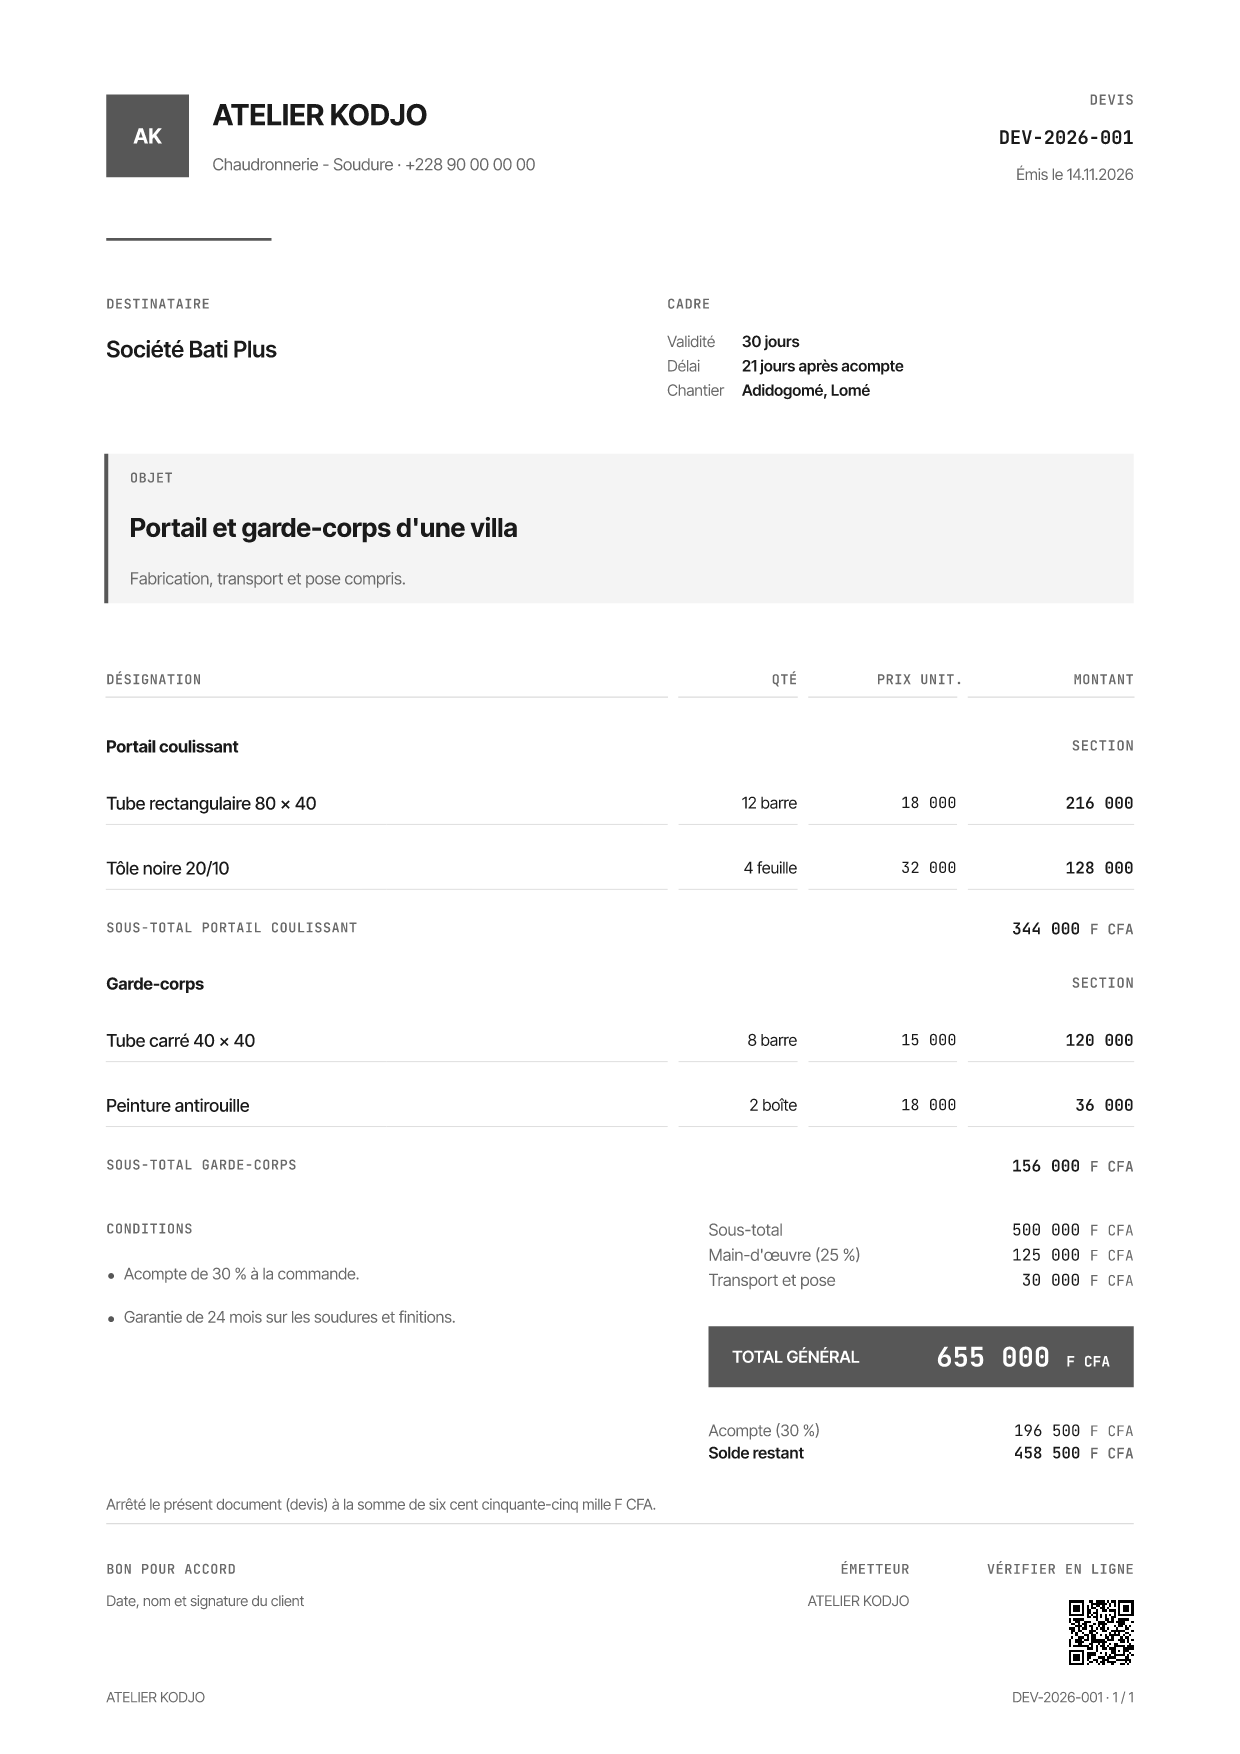 AK
ATELIER KODJO
Chaudronnerie - Soudure · +228 90 00 00 00
DEVIS
DEV-2026-001
Émis le 14.11.2026
DESTINATAIRE
Société Bati Plus
CADRE
Validité 30 jours
Délai 21 jours après acompte
Chantier Adidogomé, Lomé
OBJET
Portail et garde-corps d'une villa
Fabrication, transport et pose compris.
DÉSIGNATION QTÉ PRIX UNIT. MONTANT
Portail coulissant SECTION
Tube rectangulaire 80 × 40 12 barre 18 000 216 000
Tôle noire 20/10 4 feuille 32 000 128 000
SOUS-TOTAL PORTAIL COULISSANT 344 000 F CFA
Garde-corps SECTION
Tube carré 40 × 40 8 barre 15 000 120 000
Peinture antirouille 2 boîte 18 000 36 000
SOUS-TOTAL GARDE-CORPS 156 000 F CFA
CONDITIONS
• Acompte de 30 % à la commande.
• Garantie de 24 mois sur les soudures et finitions.
Sous-total 500 000 F CFA
Main-d'œuvre (25 %) 125 000 F CFA
Transport et pose 30 000 F CFA
TOTAL GÉNÉRAL 655 000 F CFA
Acompte (30 %) 196 500 F CFA
Solde restant 458 500 F CFA
Arrêté le présent document (devis) à la somme de six cent cinquante-cinq mille F CFA.
BON POUR ACCORD
Date, nom et signature du client
ÉMETTEUR
ATELIER KODJO
VÉRIFIER EN LIGNE
ATELIER KODJO DEV-2026-001 · 1 / 1